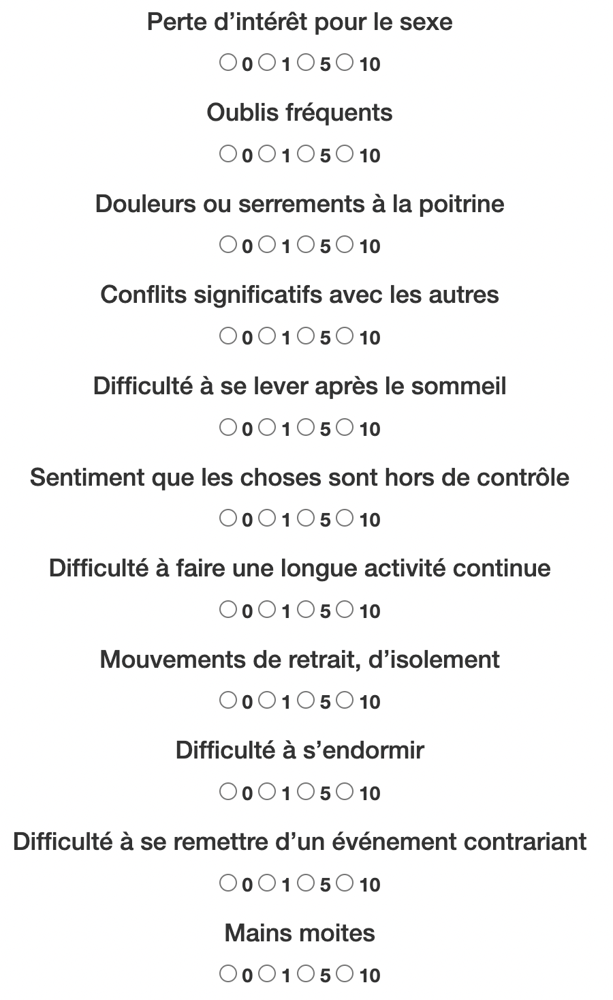 Perte d’intérêt pour le sexe
0 1 5 10
Oublis fréquents
0 1 5 10
Douleurs ou serrements à la poitrine
0 1 5 10
Conflits significatifs avec les autres
0 1 5 10
Difficulté à se lever après le sommeil
0 1 5 10
Sentiment que les choses sont hors de contrôle
0 1 5 10
Difficulté à faire une longue activité continue
0 1 5 10
Mouvements de retrait, d’isolement
0 1 5 10
Difficulté à s’endormir
0 1 5 10
Difficulté à se remettre d’un événement contrariant
0 1 5 10
Mains moites
0 1 5 10